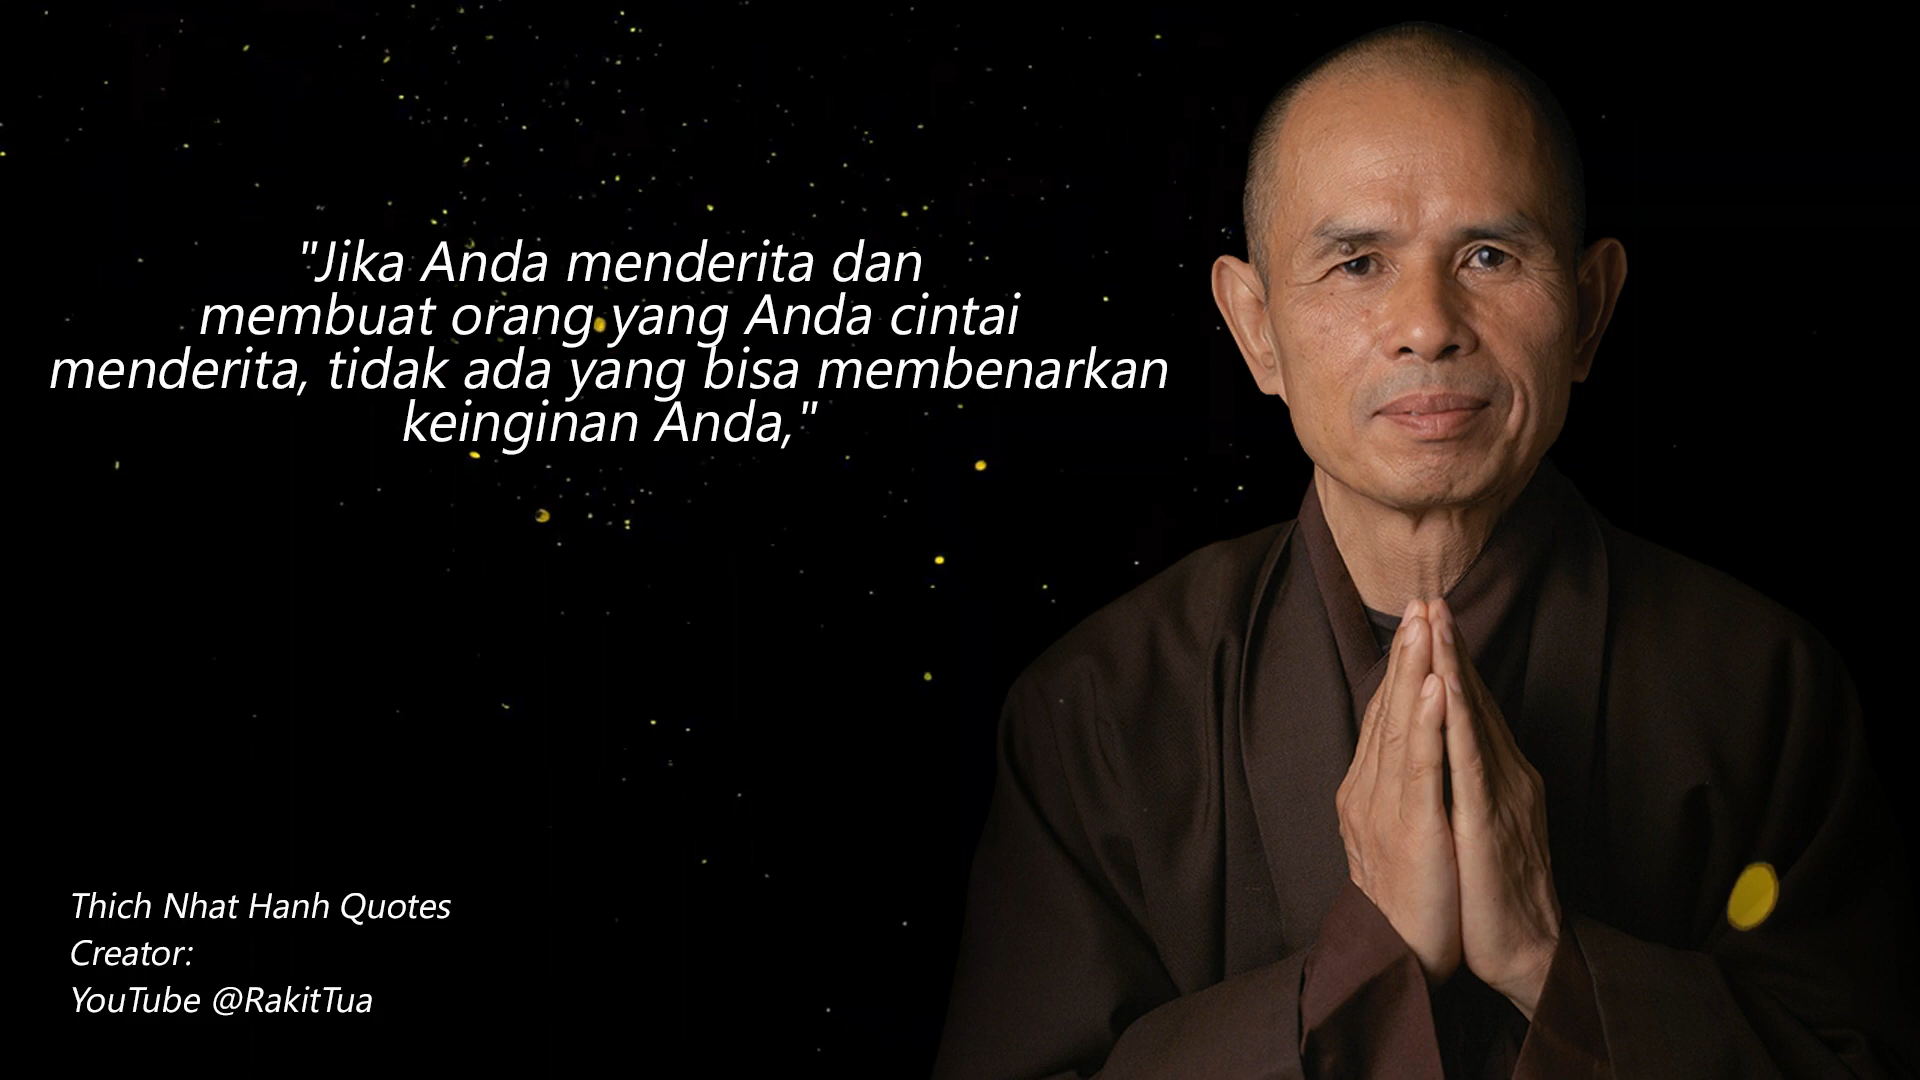 "Jika Anda menderita dan
membuat orang yang Anda cintai
menderita, tidak ada yang bisa membenarkan
keinginan Anda,"
Thich Nhat Hanh Quotes
Creator:
YouTube @RakitTua